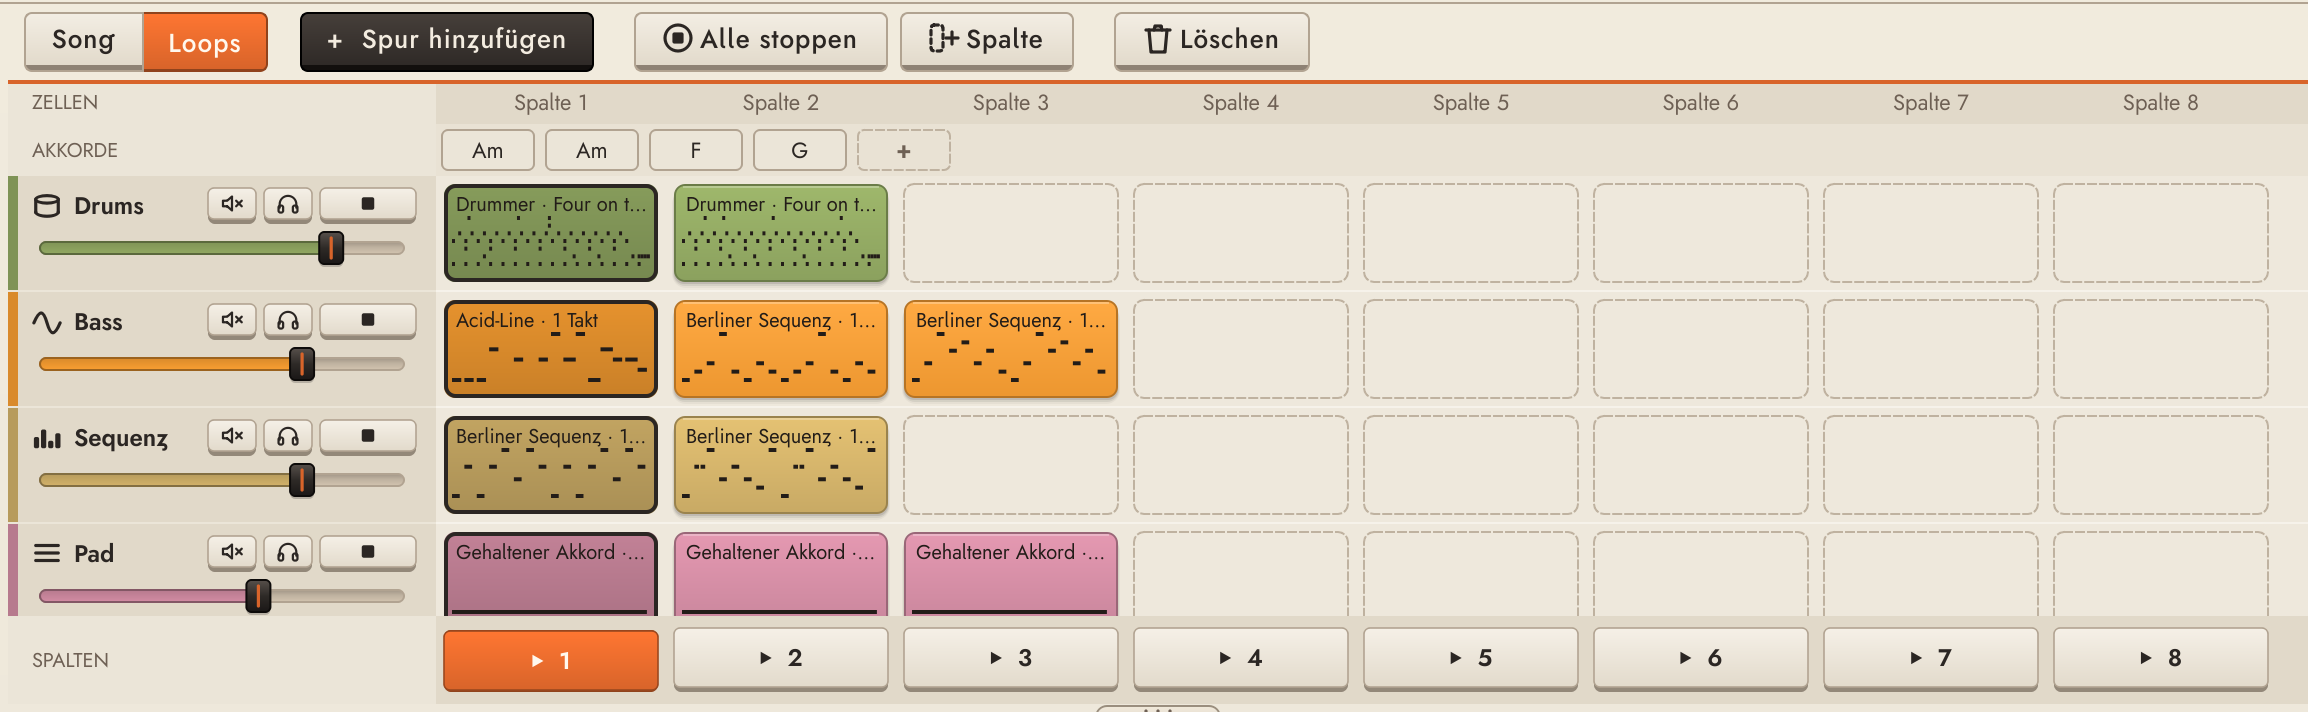 Song Loops + Spur hinzufügen Alle stoppen Spalte Löschen
ZELLEN Spalte 1 Spalte 2 Spalte 3 Spalte 4 Spalte 5 Spalte 6 Spalte 7 Spalte 8
AKKORDE Am Am F G +
Drums Drummer · Four on t... Drummer · Four on t...
Bass Acid-Line · 1 Takt Berliner Sequenz · 1... Berliner Sequenz · 1...
Sequenz Berliner Sequenz · 1... Berliner Sequenz · 1...
Pad Gehaltener Akkord ·... Gehaltener Akkord ·... Gehaltener Akkord ·...
SPALTEN 1 2 3 4 5 6 7 8